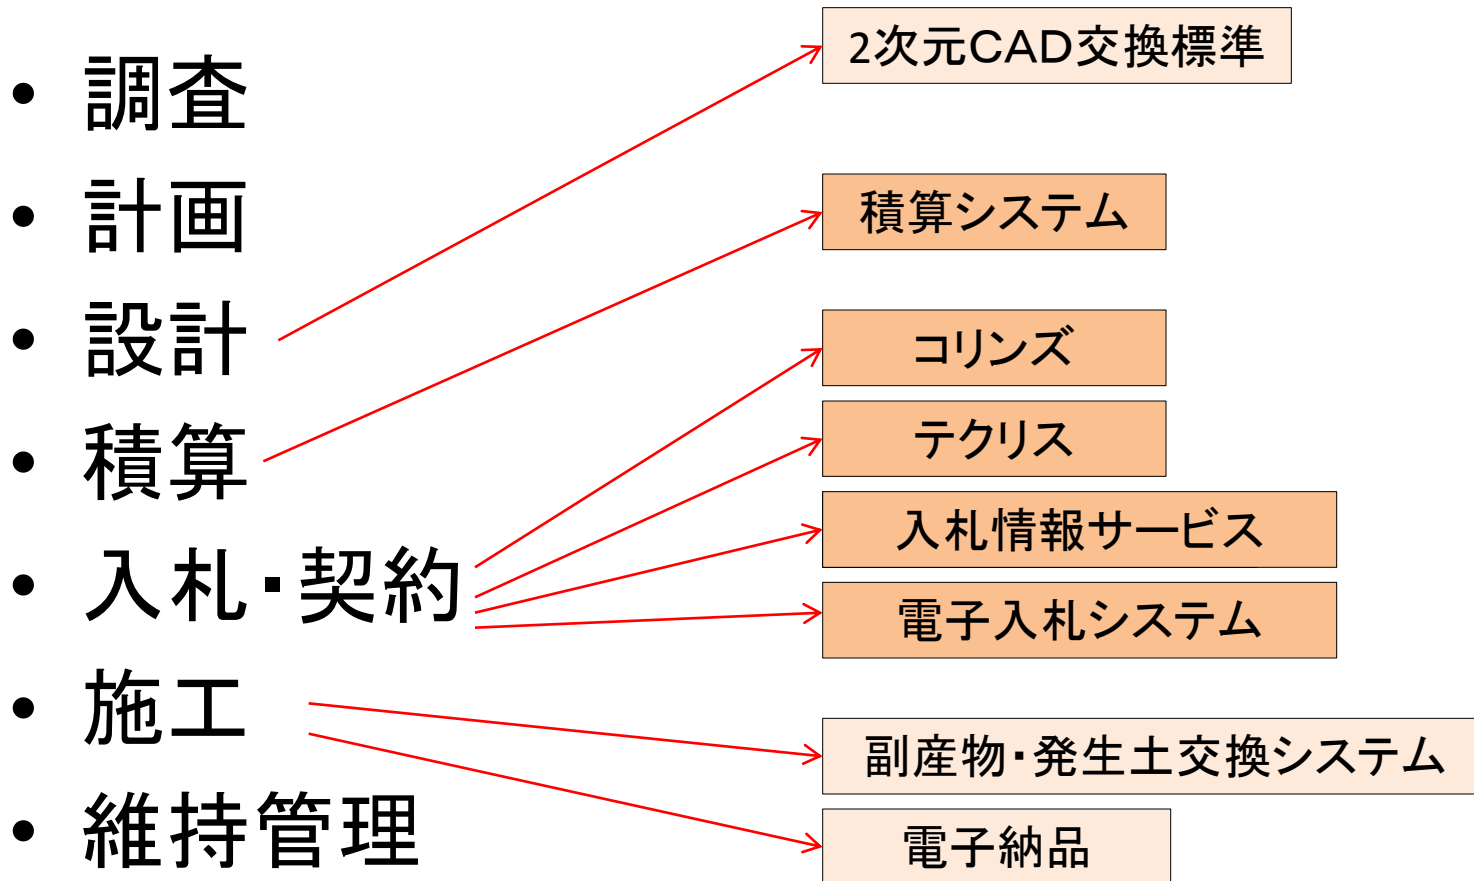 • 調査
• 計画
• 設計
• 積算
• 入札・契約
• 施工
• 維持管理
2次元CAD交換標準
積算システム
コリンズ
テクリス
入札情報サービス
電子入札システム
副産物・発生土交換システム
電子納品